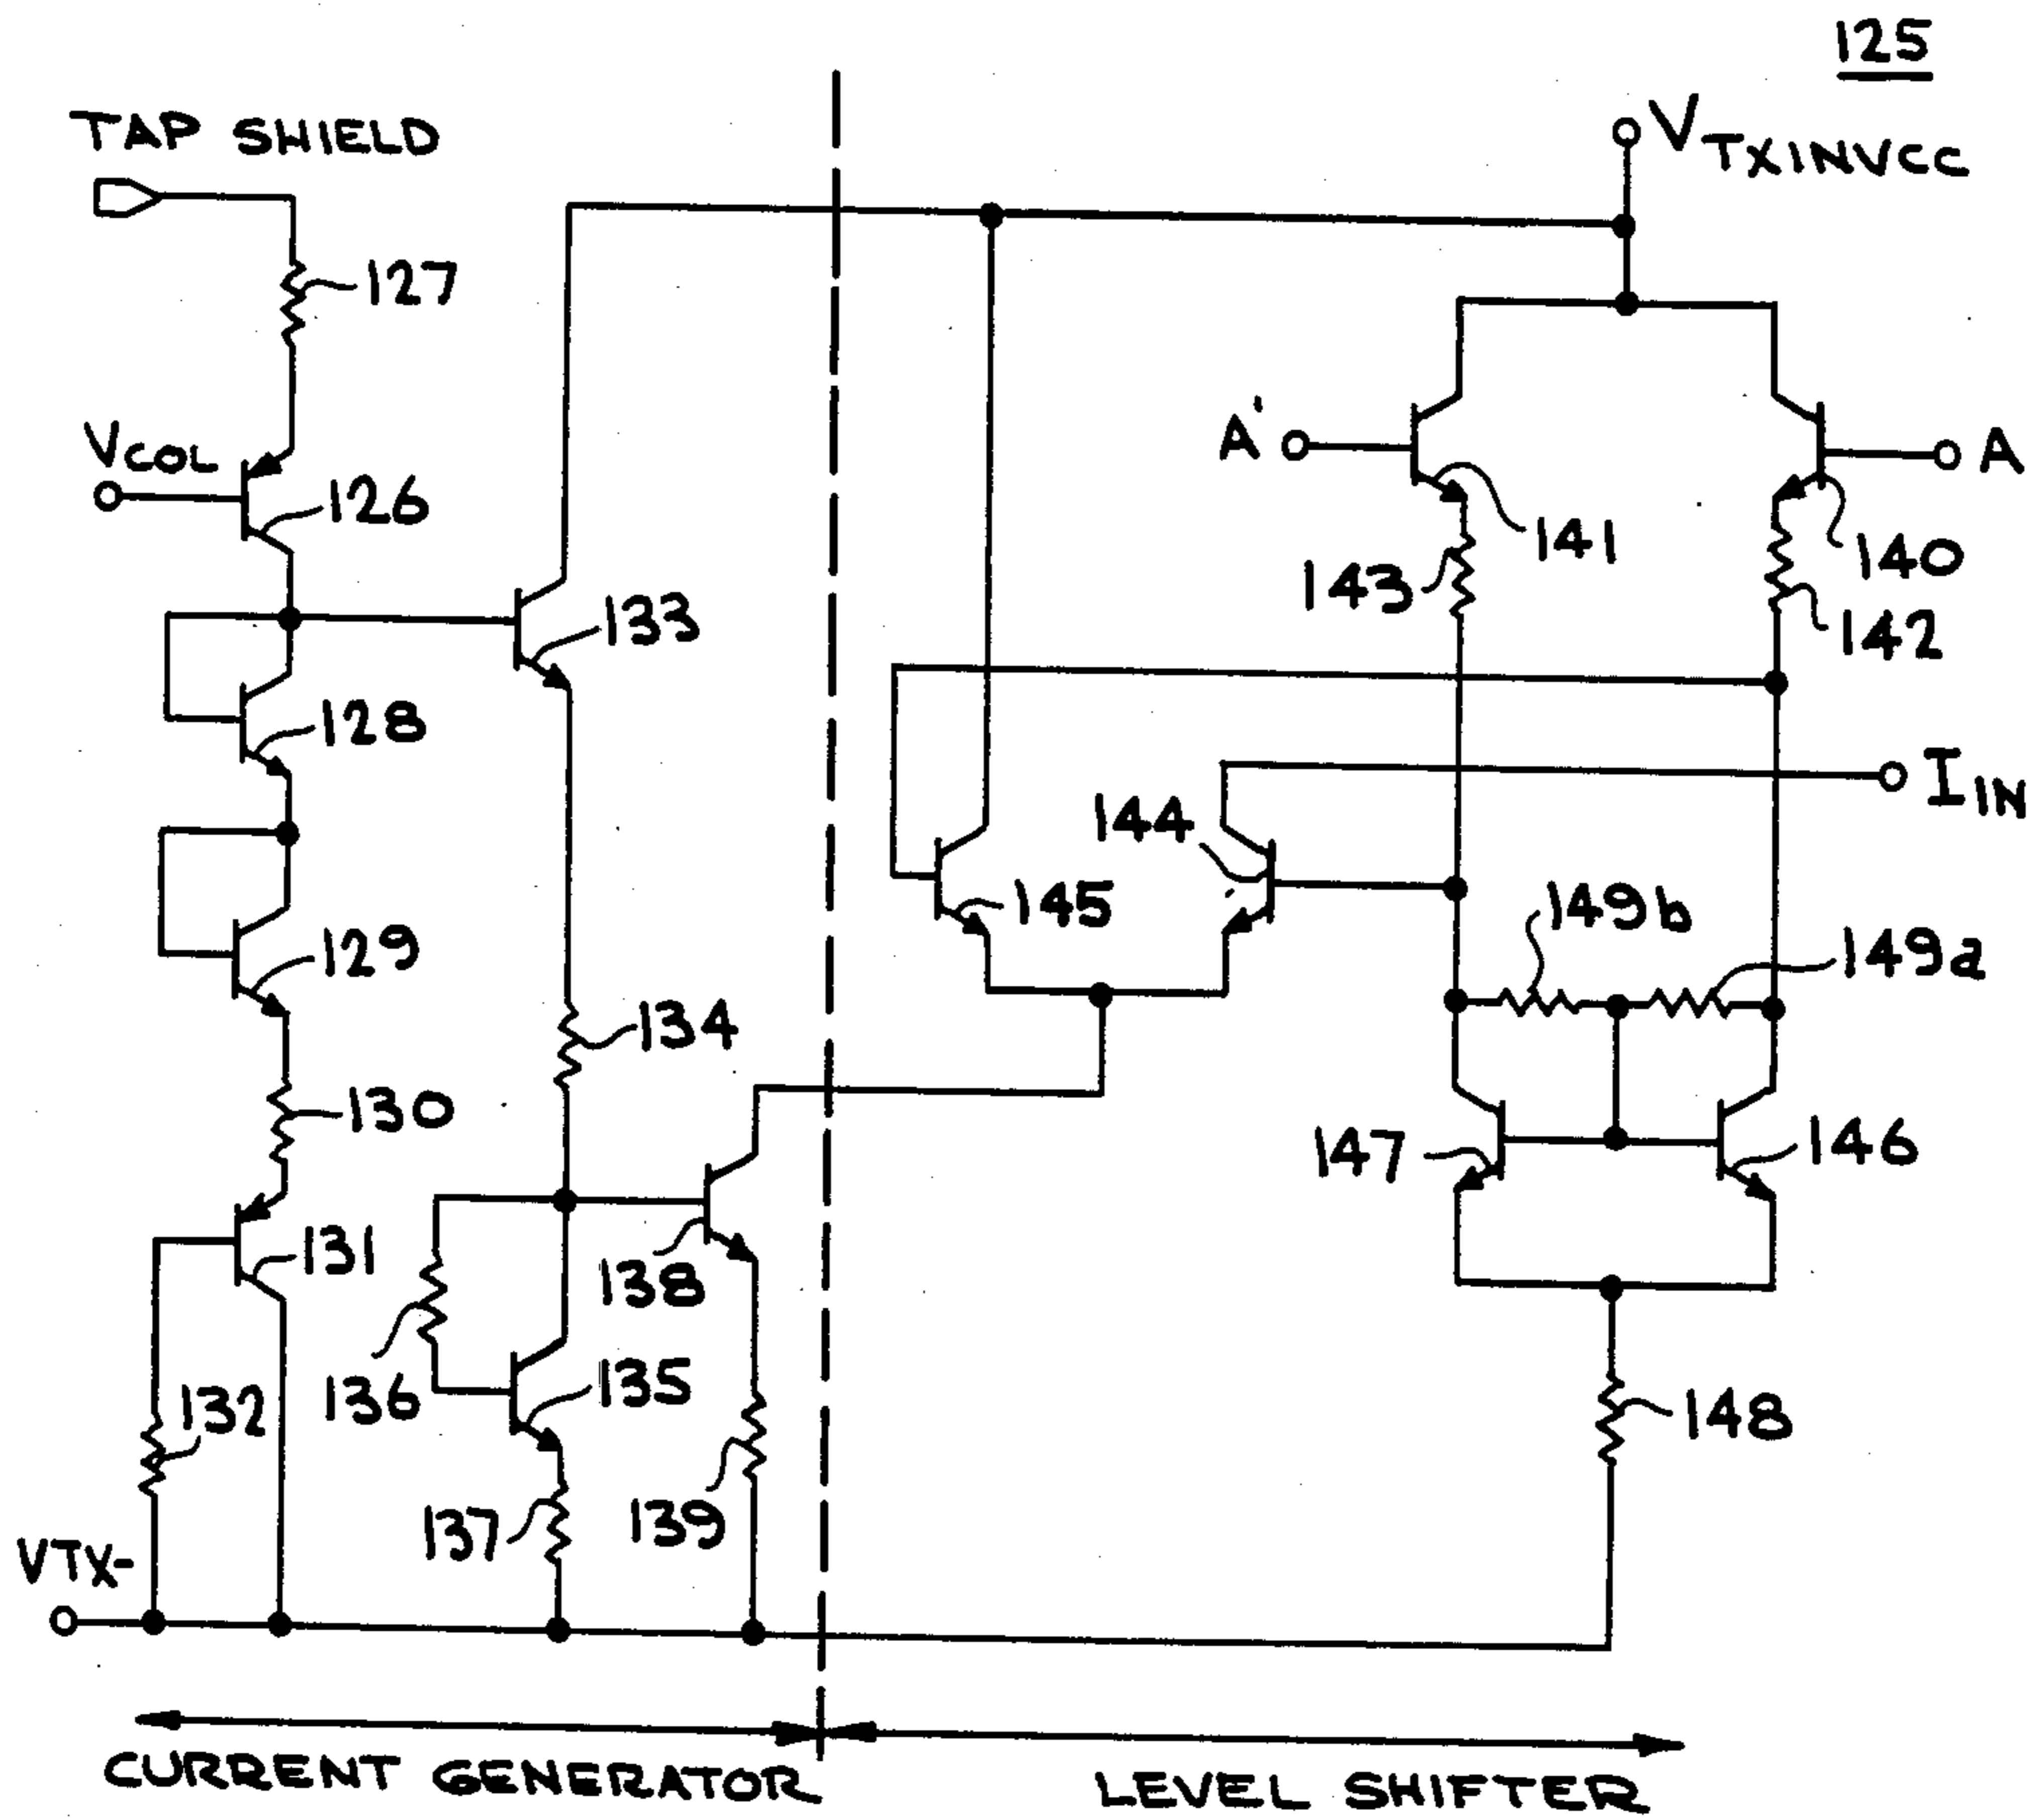 125
TAP SHIELD
VTXINVCC
127
VCOL
126
A'
A
141
140
143
142
133
128
IIN
144
145
149b
149a
129
134
130
147
146
131
138
136
135
132
148
137
139
VTX-
CURRENT GENERATOR
LEVEL SHIFTER